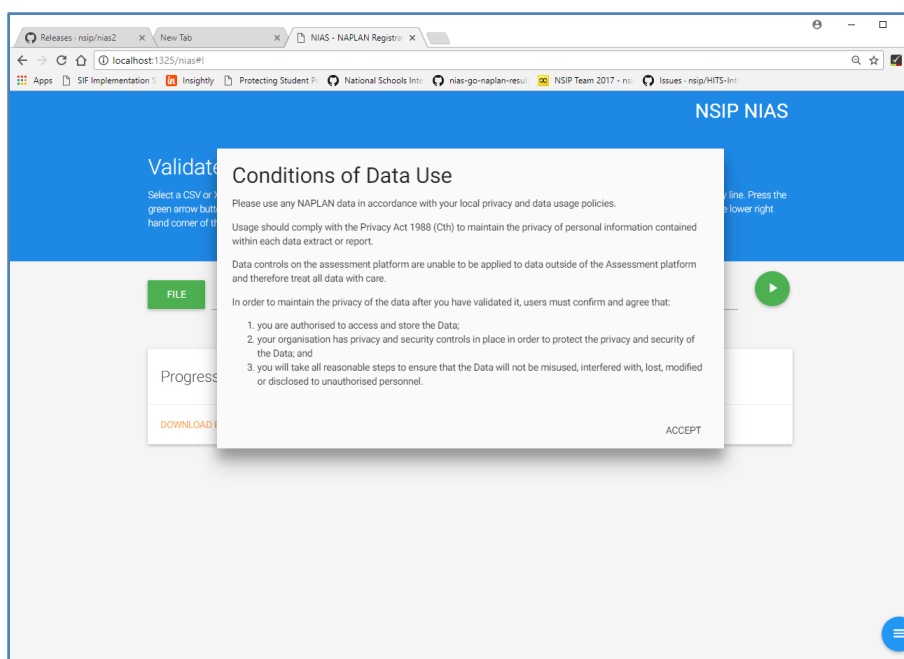 Releases - nsip/nias2
New Tab
NIAS - NAPLAN Registra
localhost:1325/nias#!
Apps
SIF Implementation S
Insightly
Protecting Student Pr
National Schools Inte
nias-go-naplan-result
NSIP Team 2017 - nsi
Issues - nsip/HITS-Int
NSIP NIAS
Validate
Select a CSV or X
line. Press the
green arrow butt
lower right
hand corner of th
Conditions of Data Use
Please use any NAPLAN data in accordance with your local privacy and data usage policies.
Usage should comply with the Privacy Act 1988 (Cth) to maintain the privacy of personal information contained
within each data extract or report.
Data controls on the assessment platform are unable to be applied to data outside of the Assessment platform
and therefore treat all data with care.
In order to maintain the privacy of the data after you have validated it, users must confirm and agree that:
1. you are authorised to access and store the Data;
2. your organisation has privacy and security controls in place in order to protect the privacy and security of
the Data; and
3. you will take all reasonable steps to ensure that the Data will not be misused, interfered with, lost, modified
or disclosed to unauthorised personnel.
ACCEPT
FILE
Progress
DOWNLOAD